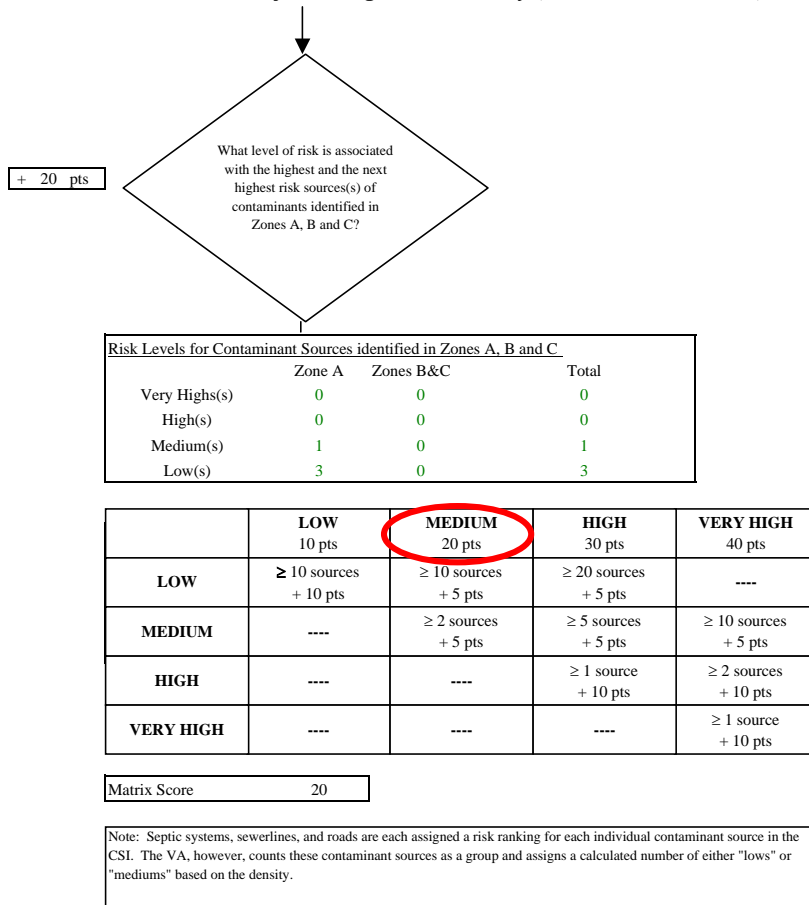 + 20 pts
What level of risk is associated
with the highest and the next
highest risk sources(s) of
contaminants identified in
Zones A, B and C?
Risk Levels for Contaminant Sources identified in Zones A, B and C
Zone A Zones B&C Total
Very Highs(s) 0 0 0
High(s) 0 0 0
Medium(s) 1 0 1
Low(s) 3 0 3
LOW MEDIUM HIGH VERY HIGH
10 pts 20 pts 30 pts 40 pts
LOW ≥ 10 sources ≥ 10 sources ≥ 20 sources ----
+ 10 pts + 5 pts + 5 pts
MEDIUM ---- ≥ 2 sources ≥ 5 sources ≥ 10 sources
+ 5 pts + 5 pts + 5 pts
HIGH ---- ---- ≥ 1 source ≥ 2 sources
+ 10 pts + 10 pts
VERY HIGH ---- ---- ---- ≥ 1 source
+ 10 pts
Matrix Score 20
Note: Septic systems, sewerlines, and roads are each assigned a risk ranking for each individual contaminant source in the
CSI. The VA, however, counts these contaminant sources as a group and assigns a calculated number of either "lows" or
"mediums" based on the density.